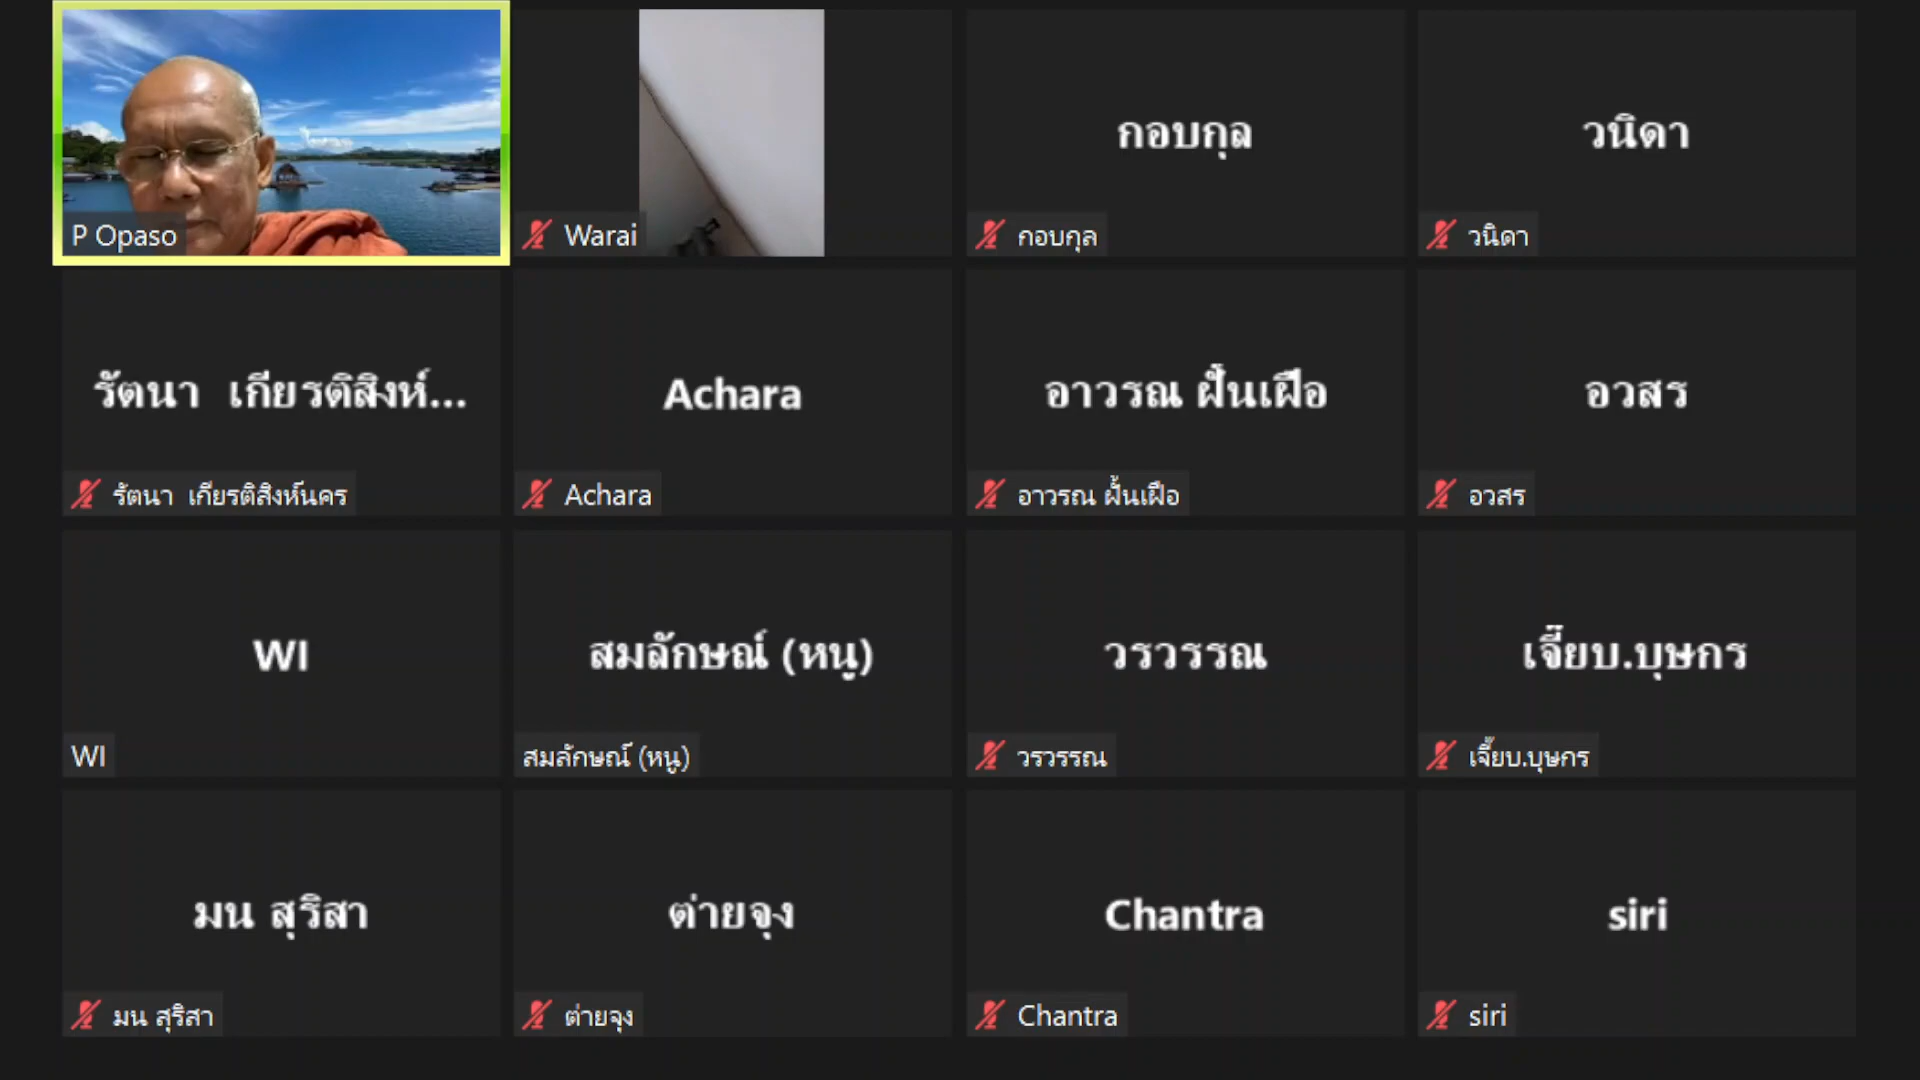 P Opaso
Warai
กอบกุล
กอบกุล
วนิดา
วนิดา
รัตนา เกียรติสิงห์...
รัตนา เกียรติสิงห์นคร
Achara
Achara
อาวรณ ฝั้นเฝือ
อาวรณ ฝั้นเฝือ
อวสร
อวสร
WI
WI
สมลักษณ์ (หนู)
สมลักษณ์ (หนู)
วรวรรณ
วรวรรณ
เจี๊ยบ.บุษกร
เจี๊ยบ.บุษกร
มน สุริสา
มน สุริสา
ต่ายจุง
ต่ายจุง
Chantra
Chantra
siri
siri